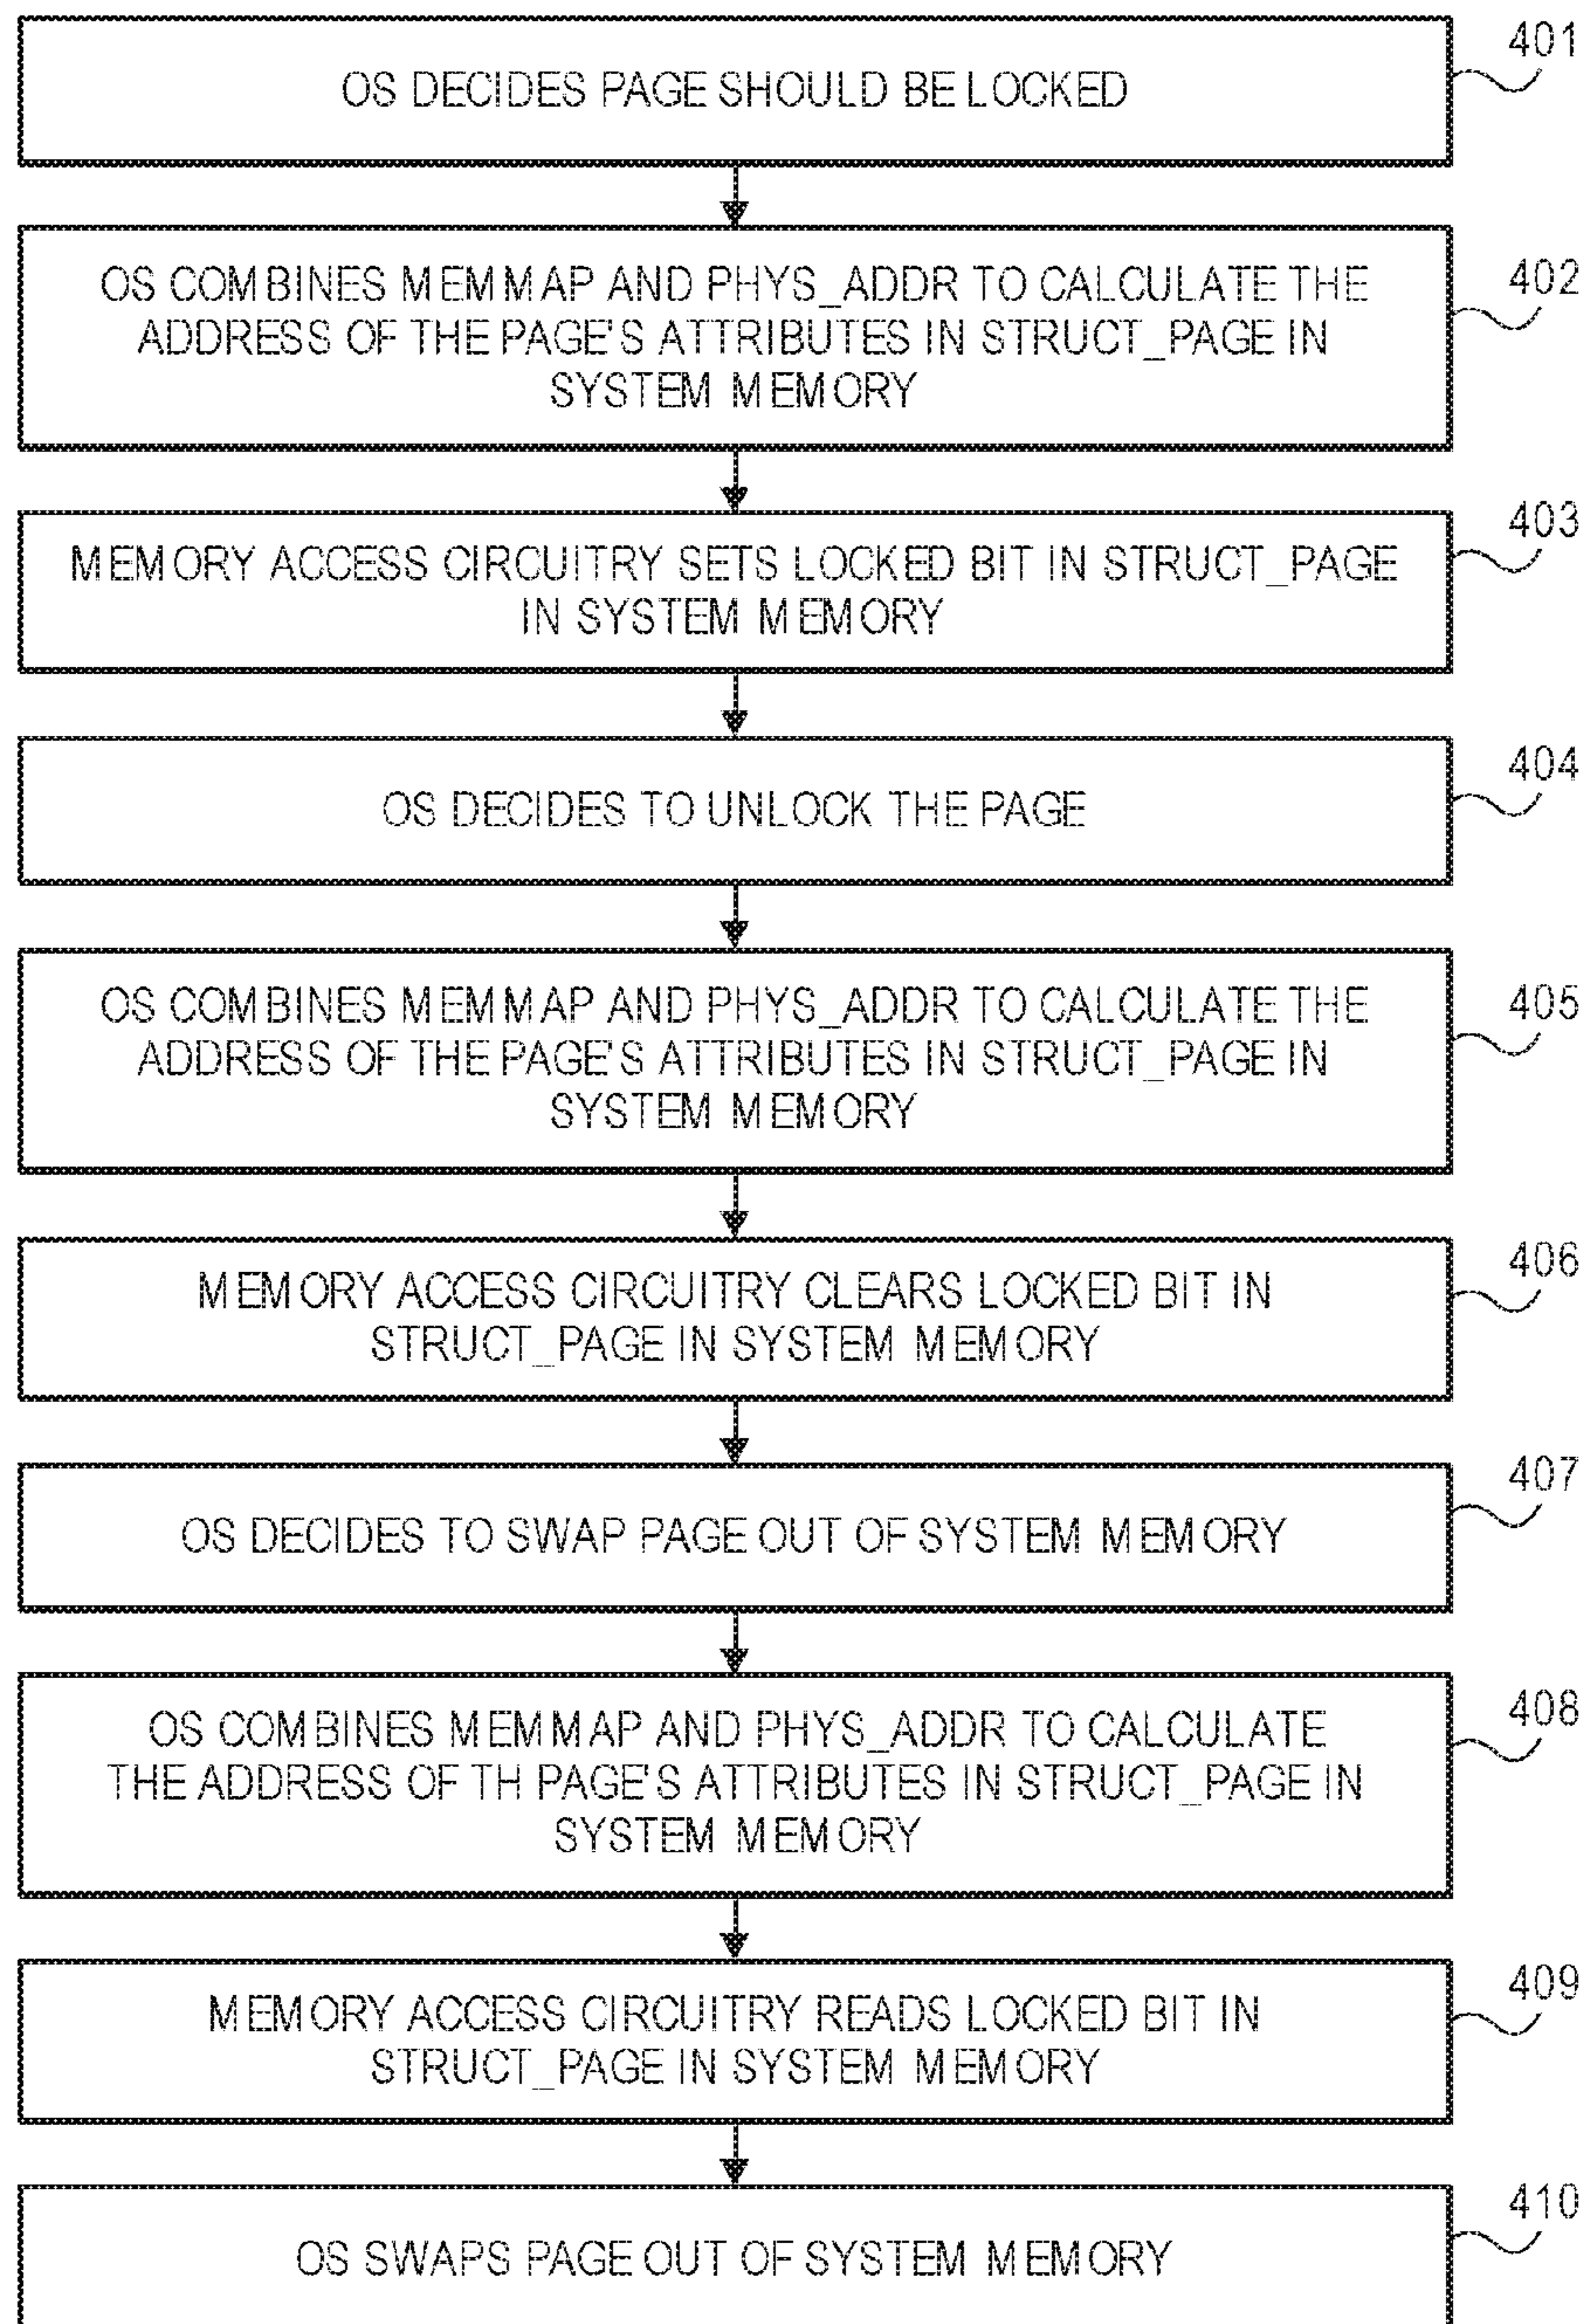 401
OS DECIDES PAGE SHOULD BE LOCKED
402
OS COMBINES MEMMAP AND PHYS_ADDR TO CALCULATE THE
ADDRESS OF THE PAGE'S ATTRIBUTES IN STRUCT_PAGE IN
SYSTEM MEMORY
403
MEMORY ACCESS CIRCUITRY SETS LOCKED BIT IN STRUCT_PAGE
IN SYSTEM MEMORY
404
OS DECIDES TO UNLOCK THE PAGE
405
OS COMBINES MEMMAP AND PHYS_ADDR TO CALCULATE THE
ADDRESS OF THE PAGE'S ATTRIBUTES IN STRUCT_PAGE IN
SYSTEM MEMORY
406
MEMORY ACCESS CIRCUITRY CLEARS LOCKED BIT IN
STRUCT_PAGE IN SYSTEM MEMORY
407
OS DECIDES TO SWAP PAGE OUT OF SYSTEM MEMORY
408
OS COMBINES MEMMAP AND PHYS_ADDR TO CALCULATE
THE ADDRESS OF TH PAGE'S ATTRIBUTES IN STRUCT_PAGE IN
SYSTEM MEMORY
409
MEMORY ACCESS CIRCUITRY READS LOCKED BIT IN
STRUCT_PAGE IN SYSTEM MEMORY
410
OS SWAPS PAGE OUT OF SYSTEM MEMORY